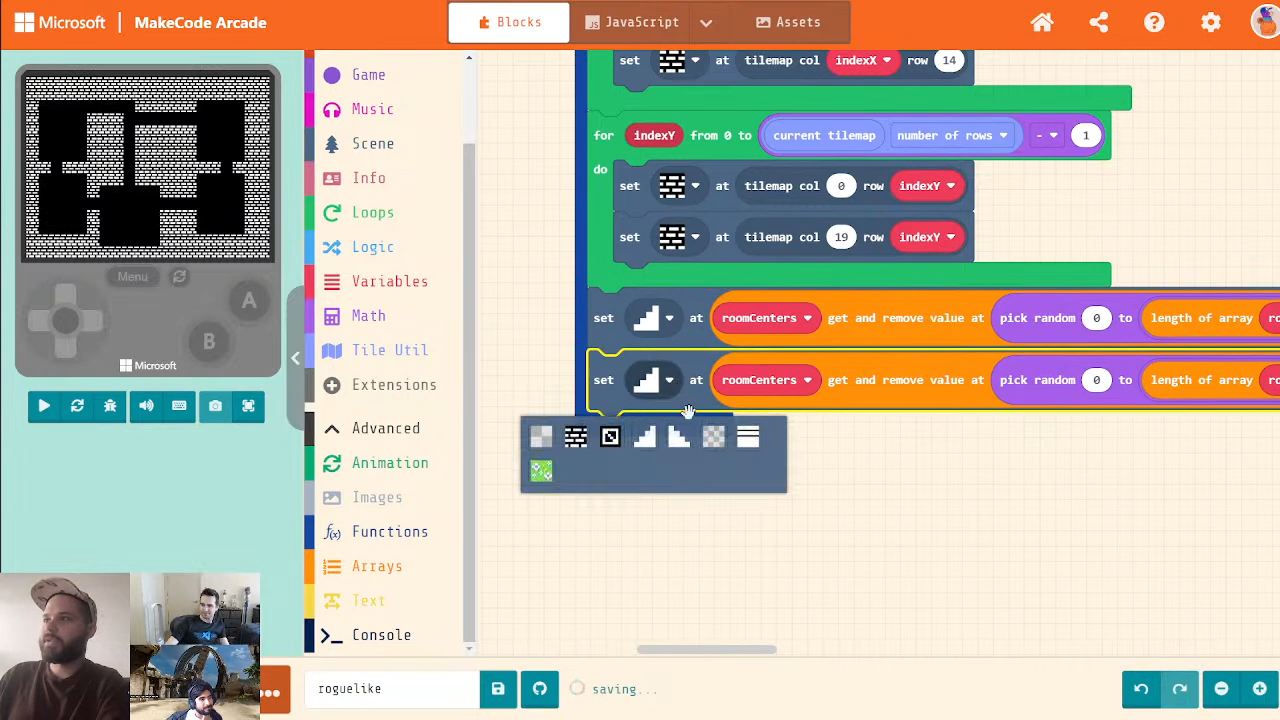 Microsoft | MakeCode Arcade
Blocks
JavaScript
Assets
Menu
A
B
Microsoft
Game
Music
Scene
Info
Loops
Logic
Variables
Math
Tile Util
Extensions
Advanced
Animation
Images
Functions
Arrays
Text
Console
set at tilemap col indexX row 14
for indexY from 0 to current tilemap number of rows - 1
do
set at tilemap col 0 row indexY
set at tilemap col 19 row indexY
set at roomCenters get and remove value at pick random 0 to length of array ro
set at roomCenters get and remove value at pick random 0 to length of array ro
roguelike
saving...